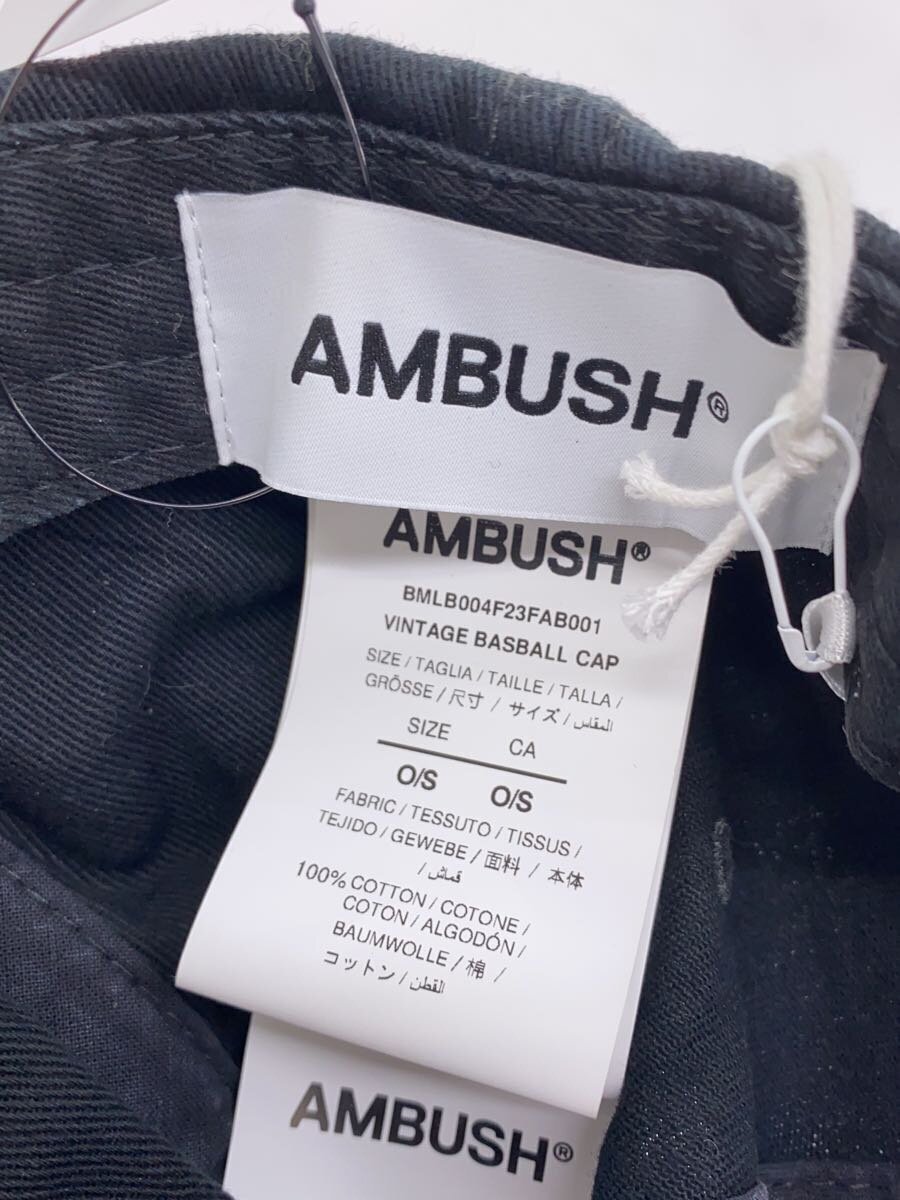 AMBUSH®
AMBUSH®
BMLB004F23FAB001
VINTAGE BASBALL CAP
SIZE / TAGLIA / TAILLE / TALLA /
GRÖSSE / 尺寸 / サイズ / المقاس
SIZE CA
O/S O/S
FABRIC / TESSUTO / TISSUS /
TEJIDO / GEWEBE / 面料 / 本体
/ قماش
100% COTTON / COTONE /
COTON / ALGODÓN /
BAUMWOLLE / 棉 /
コットン / القطن
AMBUSH®